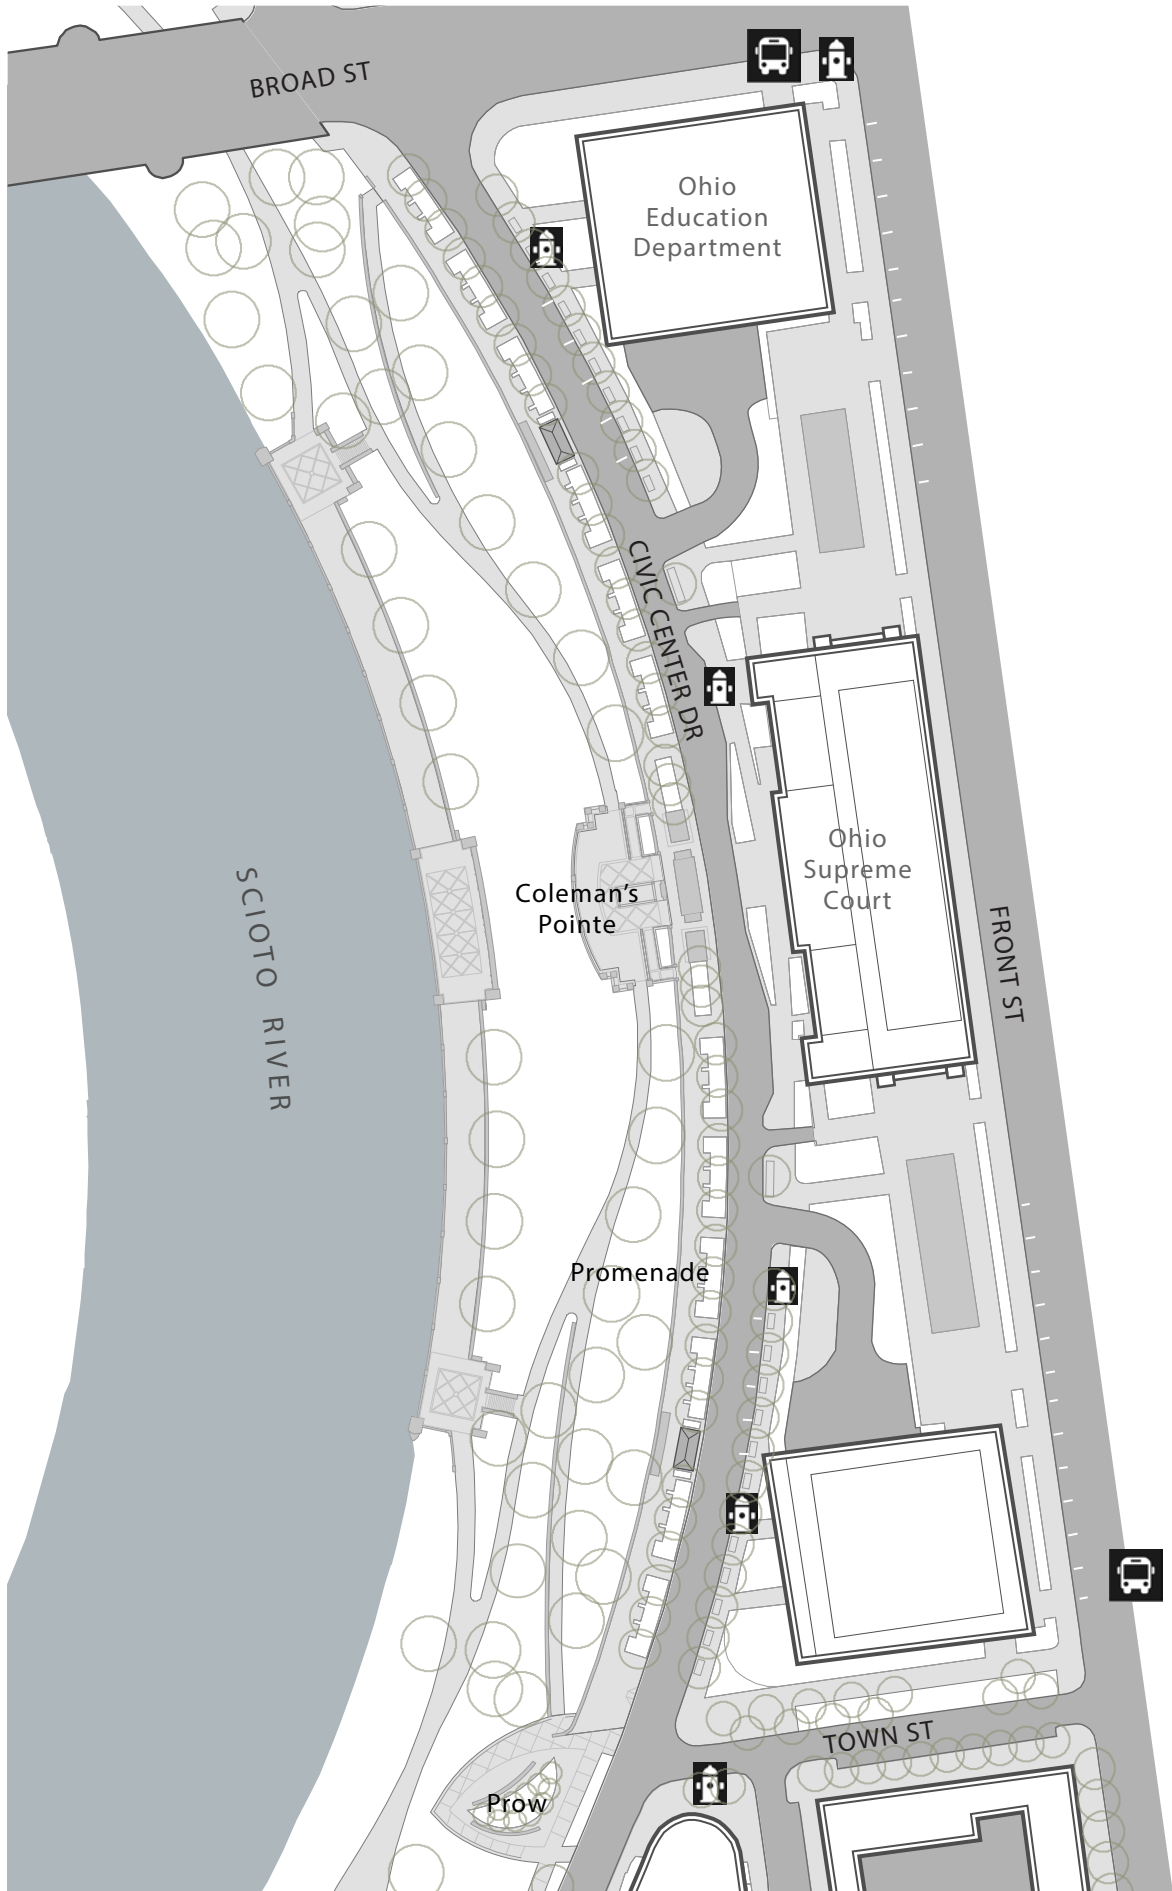 BROAD ST
Ohio
Education
Department
CIVIC CENTER DR
Ohio
Supreme
Court
Coleman's
Pointe
SCIOTO RIVER
FRONT ST
Promenade
TOWN ST
Prow